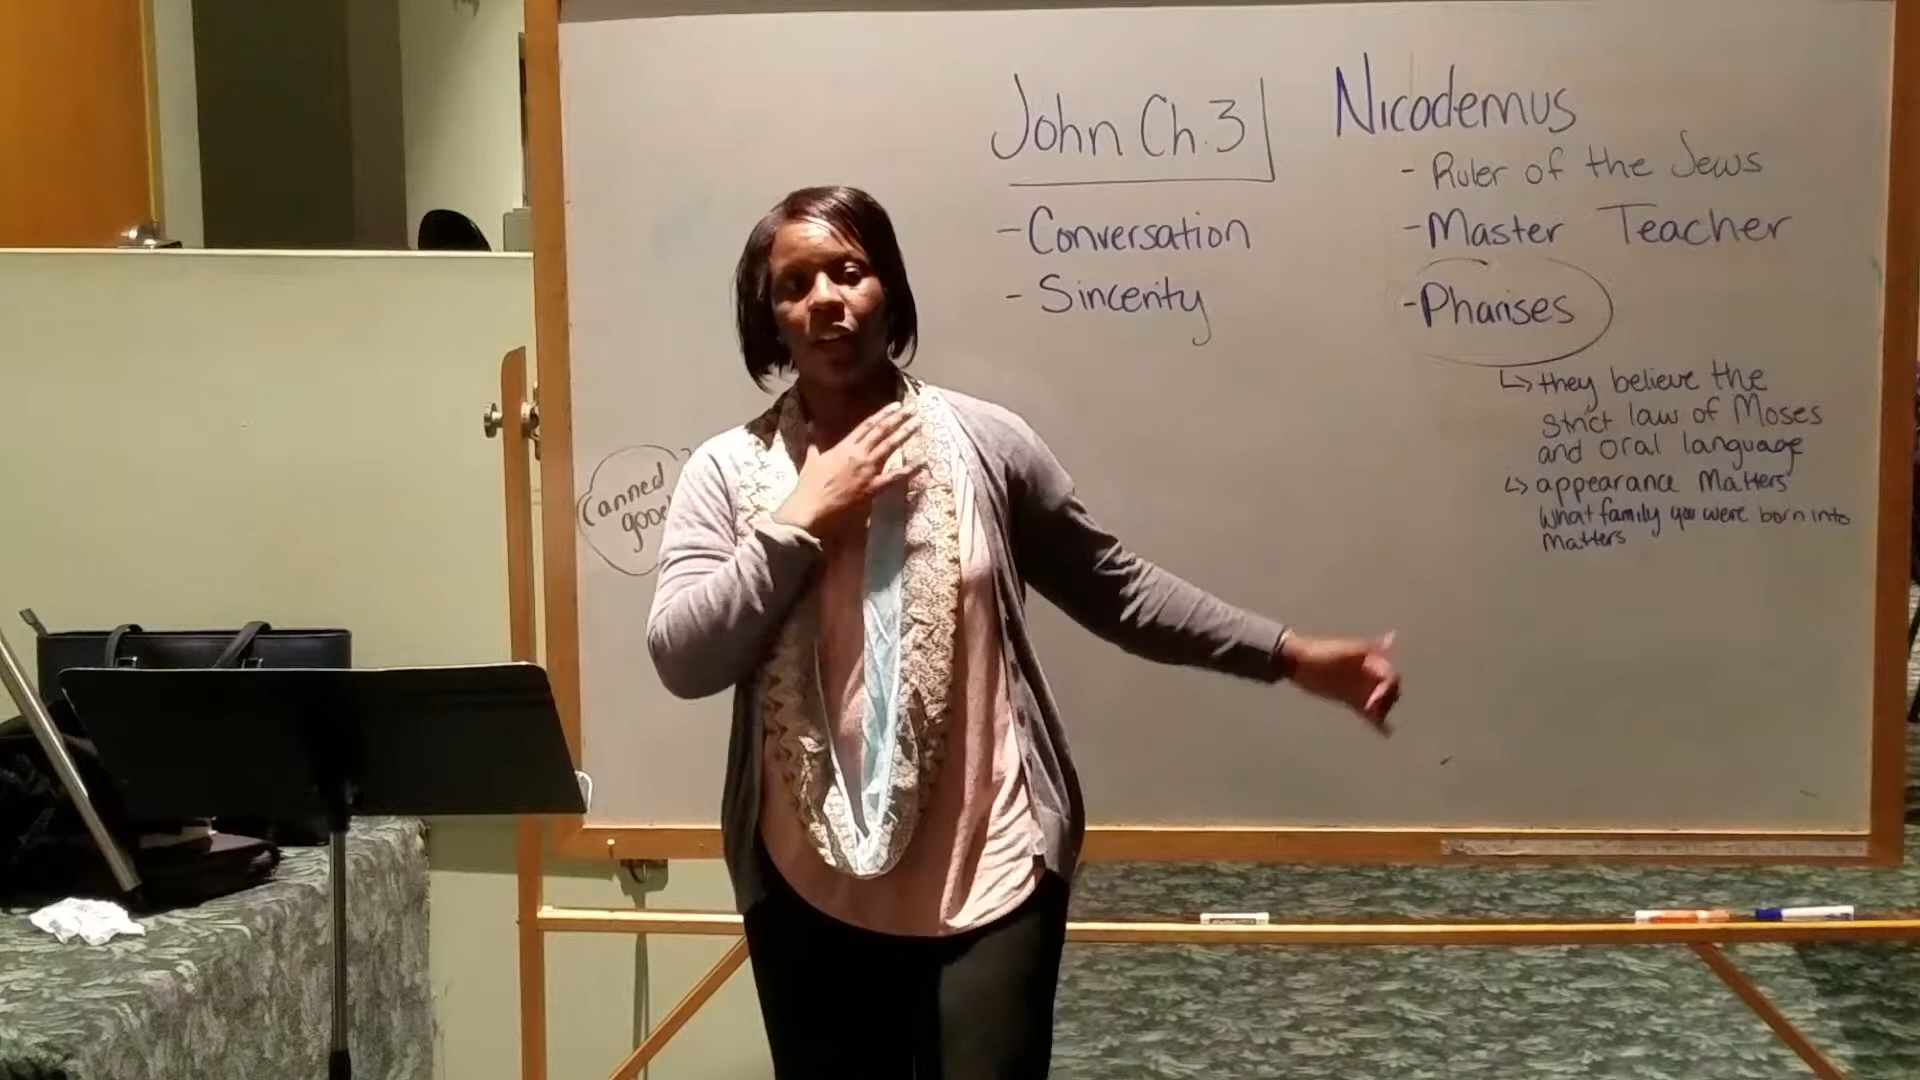 John Ch.3
- Conversation
- Sincerity
Nicodemus
- Ruler of the Jews
- Master Teacher
- Pharises
↳ they believe the
strict law of Moses
and oral language
↳ appearance Matters
What family you were born into
Matters
Canned
good